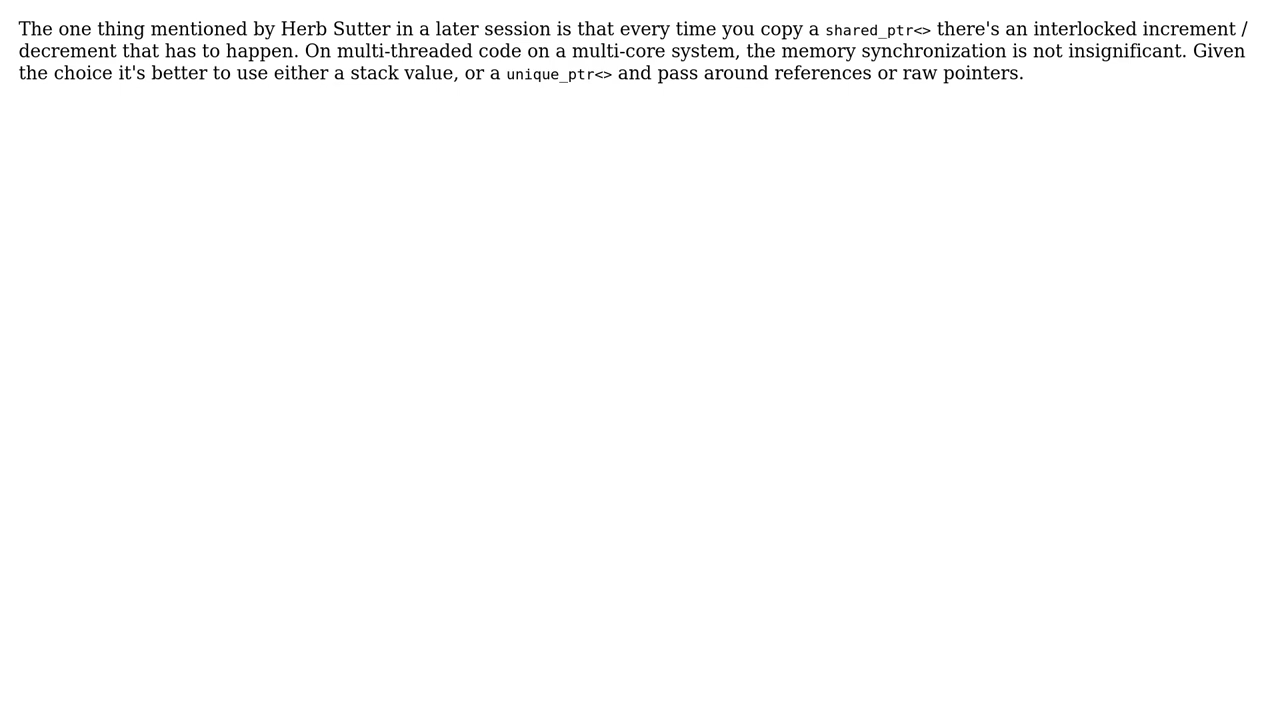 The one thing mentioned by Herb Sutter in a later session is that every time you copy a shared_ptr<> there's an interlocked increment /
decrement that has to happen. On multi-threaded code on a multi-core system, the memory synchronization is not insignificant. Given
the choice it's better to use either a stack value, or a unique_ptr<> and pass around references or raw pointers.